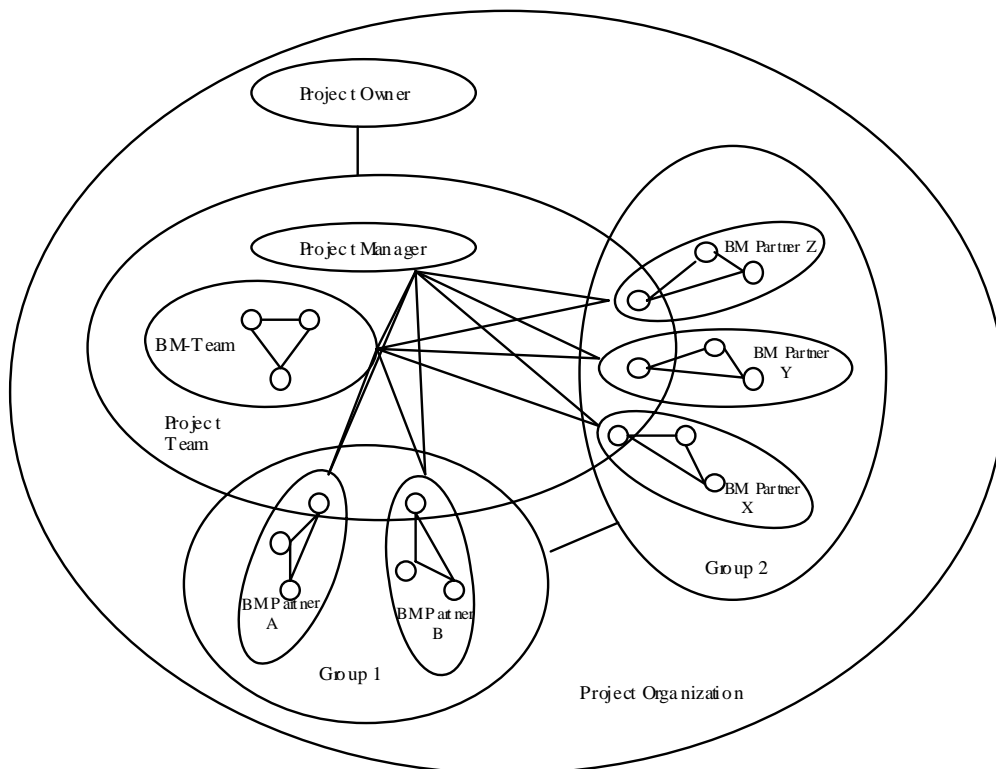 Project Owner
Project Manager
BM Partner Z
BM-Team
BM Partner
Y
Project
Team
BM Partner
X
Group 2
BM Partner
A
BM Partner
B
Group 1
Project Organization